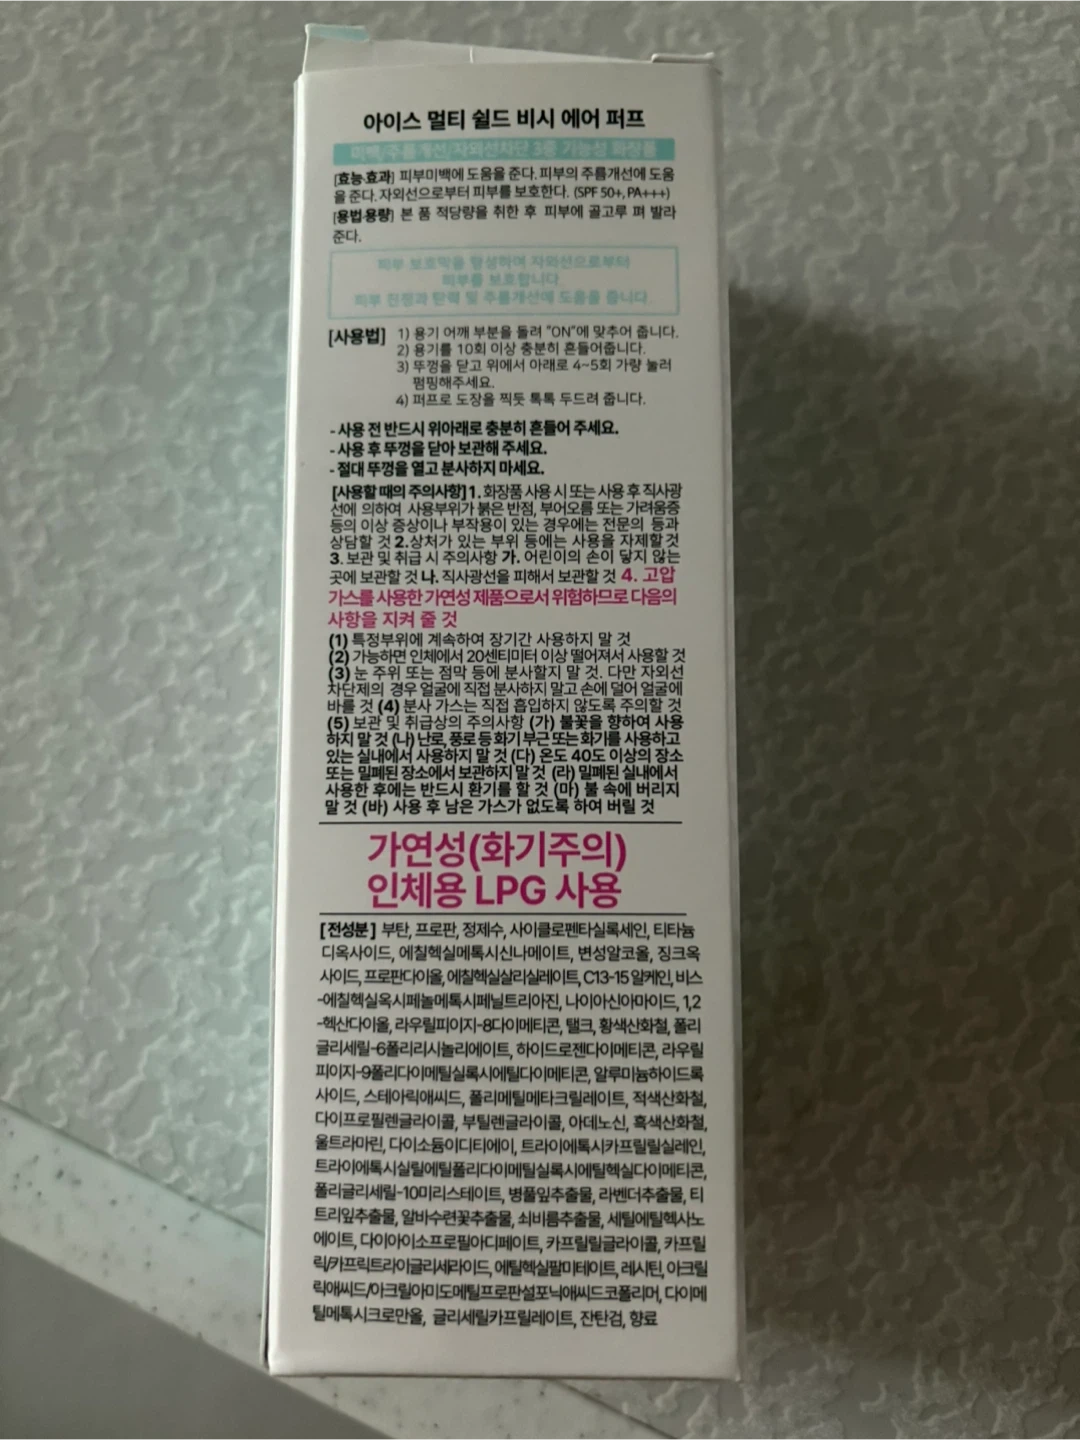 아이스 멀티 쉴드 비시 에어 퍼프
미백/주름개선/자외선차단 3중 기능성 화장품
[효능·효과] 피부미백에 도움을 준다. 피부의 주름개선에 도움
을 준다. 자외선으로부터 피부를 보호한다. (SPF 50+, PA+++)
[용법·용량] 본 품 적당량을 취한 후 피부에 골고루 펴 발라
준다.
피부 보호막을 형성하여 자외선으로부터
피부를 보호합니다.
피부 진정과 탄력 및 주름개선에 도움을 줍니다.
[사용법] 1) 용기 어깨 부분을 돌려 “ON”에 맞추어 줍니다.
2) 용기를 10회 이상 충분히 흔들어줍니다.
3) 뚜껑을 닫고 위에서 아래로 4~5회 가량 눌러
펌핑해주세요.
4) 퍼프로 도장을 찍듯 톡톡 두드려 줍니다.
- 사용 전 반드시 위아래로 충분히 흔들어 주세요.
- 사용 후 뚜껑을 닫아 보관해 주세요.
- 절대 뚜껑을 열고 분사하지 마세요.
[사용할 때의 주의사항] 1. 화장품 사용 시 또는 사용 후 직사광
선에 의하여 사용부위가 붉은 반점, 부어오름 또는 가려움증
등의 이상 증상이나 부작용이 있는 경우에는 전문의 등과
상담할 것 2. 상처가 있는 부위 등에는 사용을 자제할 것
3. 보관 및 취급 시 주의사항 가. 어린이의 손이 닿지 않는
곳에 보관할 것 나. 직사광선을 피해서 보관할 것 4. 고압
가스를 사용한 가연성 제품으로서 위험하므로 다음의
사항을 지켜 줄 것
(1) 특정부위에 계속하여 장기간 사용하지 말 것
(2) 가능하면 인체에서 20센티미터 이상 떨어져서 사용할 것
(3) 눈 주위 또는 점막 등에 분사할지 말 것. 다만 자외선
차단제의 경우 얼굴에 직접 분사하지 말고 손에 덜어 얼굴에
바를 것 (4) 분사 가스는 직접 흡입하지 않도록 주의할 것
(5) 보관 및 취급상의 주의사항 (가) 불꽃을 향하여 사용
하지 말 것 (나) 난로, 풍로 등 화기 부근 또는 화기를 사용하고
있는 실내에서 사용하지 말 것 (다) 온도 40도 이상의 장소
또는 밀폐된 장소에서 보관하지 말 것 (라) 밀폐된 실내에서
사용한 후에는 반드시 환기를 할 것 (마) 불 속에 버리지
말 것 (바) 사용 후 남은 가스가 없도록 하여 버릴 것
가연성(화기주의)
인체용 LPG 사용
[전성분] 부탄, 프로판, 정제수, 사이클로펜타실록세인, 티타늄
디옥사이드, 에칠헥실메톡시신나메이트, 변성알코올, 징크옥
사이드, 프로판다이올, 에칠헥실살리실레이트, C13-15 알케인, 비스
-에칠헥실옥시페놀메톡시페닐트리아진, 나이아신아마이드, 1,2
-헥산다이올, 라우릴피이지-8다이메티콘, 탤크, 황색산화철, 폴리
글리세릴-6폴리리시놀리에이트, 하이드로젠다이메티콘, 라우릴
피이지-9폴리다이메틸실록시에틸다이메티콘, 알루미늄하이드록
사이드, 스테아릭애씨드, 폴리메틸메타크릴레이트, 적색산화철,
다이프로필렌글라이콜, 부틸렌글라이콜, 아데노신, 흑색산화철,
울트라마린, 다이소듐이디티에이, 트라이에톡시카프릴릴실레인,
트라이에톡시실릴에틸폴리다이메틸실록시에틸헥실다이메티콘,
폴리글리세릴-10미리스테이트, 병풀잎추출물, 라벤더추출물, 티
트리잎추출물, 알바수련꽃추출물, 쇠비름추출물, 세틸에틸헥사노
에이트, 다이아이소프로필아디페이트, 카프릴릴글라이콜, 카프릴
릭/카프릭트라이글리세라이드, 에틸헥실팔미테이트, 레시틴, 아크릴
릭애씨드/아크릴아미도메틸프로판설포닉애씨드코폴리머, 다이메
틸메톡시크로만올, 글리세릴카프릴레이트, 잔탄검, 향료